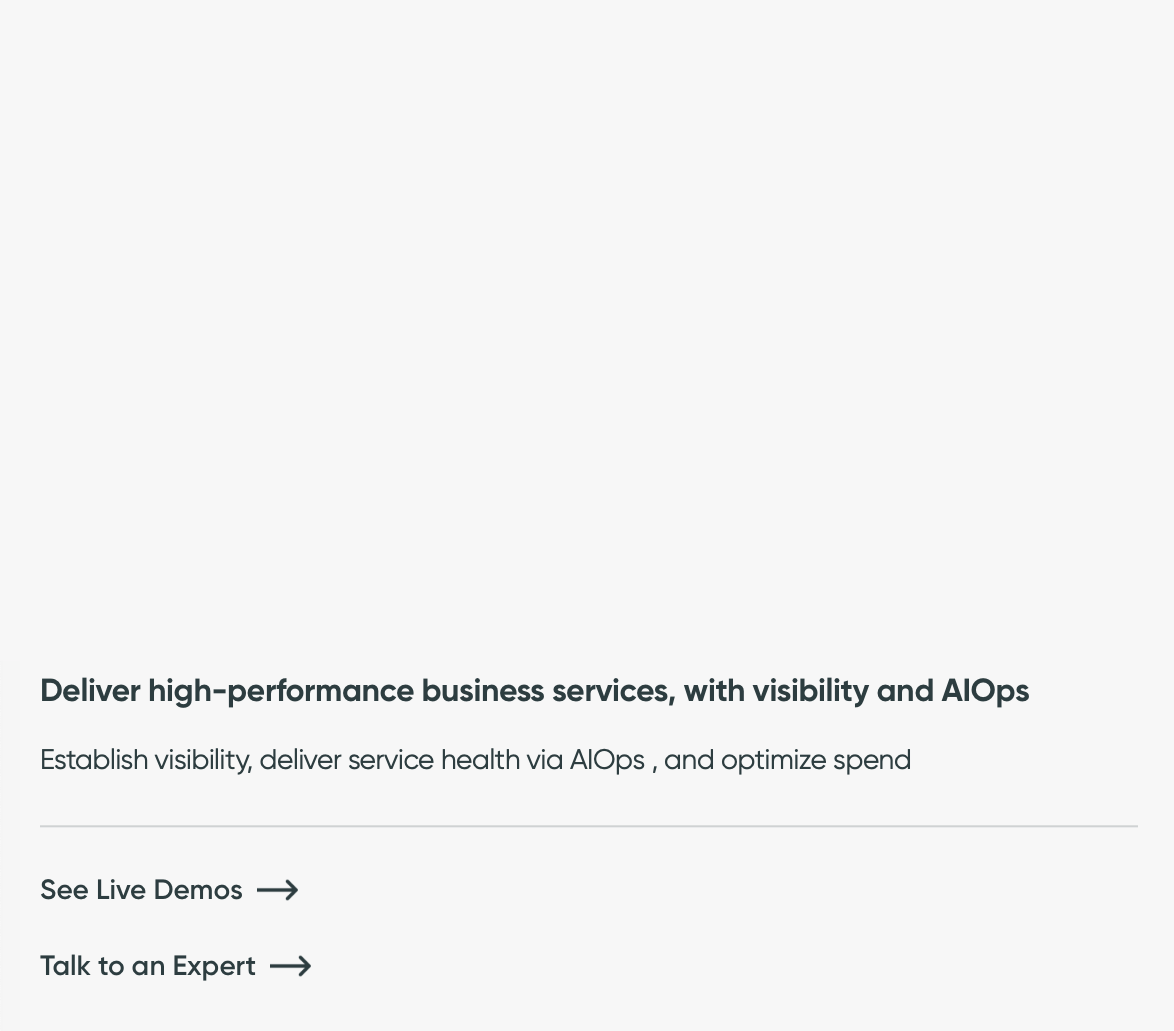 Deliver high-performance business services, with visibility and AIOps
Establish visibility, deliver service health via AIOps , and optimize spend
See Live Demos
Talk to an Expert